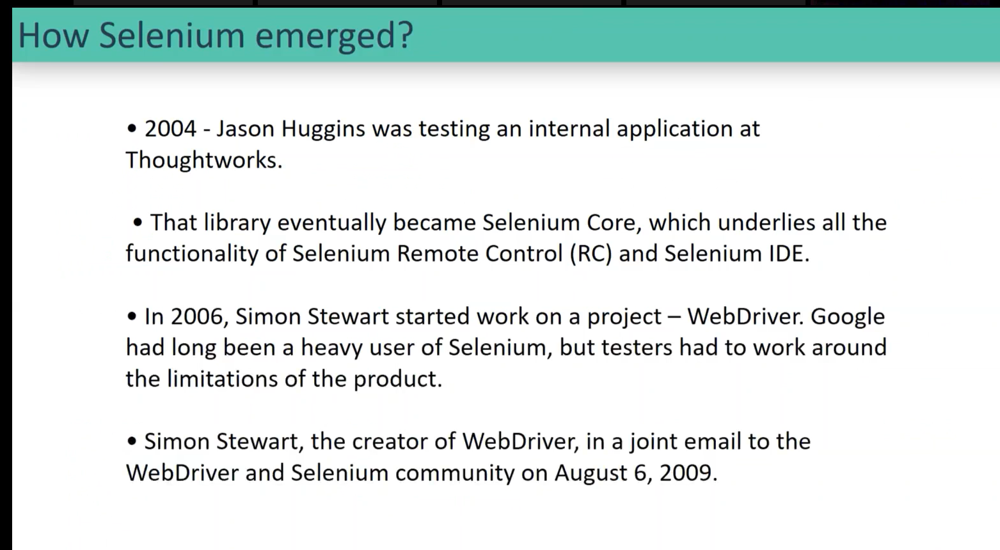 How Selenium emerged?
• 2004 - Jason Huggins was testing an internal application at
Thoughtworks.
• That library eventually became Selenium Core, which underlies all the
functionality of Selenium Remote Control (RC) and Selenium IDE.
• In 2006, Simon Stewart started work on a project – WebDriver. Google
had long been a heavy user of Selenium, but testers had to work around
the limitations of the product.
• Simon Stewart, the creator of WebDriver, in a joint email to the
WebDriver and Selenium community on August 6, 2009.